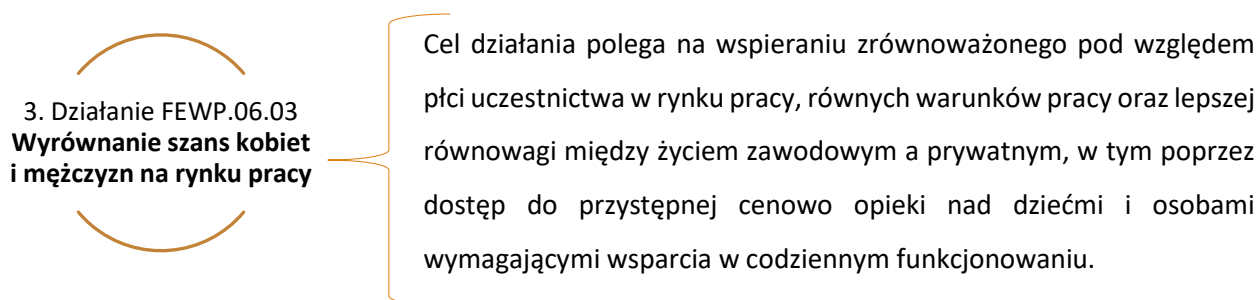 3. Działanie FEWP.06.03
Wyrównanie szans kobiet
i mężczyzn na rynku pracy
Cel działania polega na wspieraniu zrównoważonego pod względem
płci uczestnictwa w rynku pracy, równych warunków pracy oraz lepszej
równowagi między życiem zawodowym a prywatnym, w tym poprzez
dostęp do przystępnej cenowo opieki nad dziećmi i osobami
wymagającymi wsparcia w codziennym funkcjonowaniu.